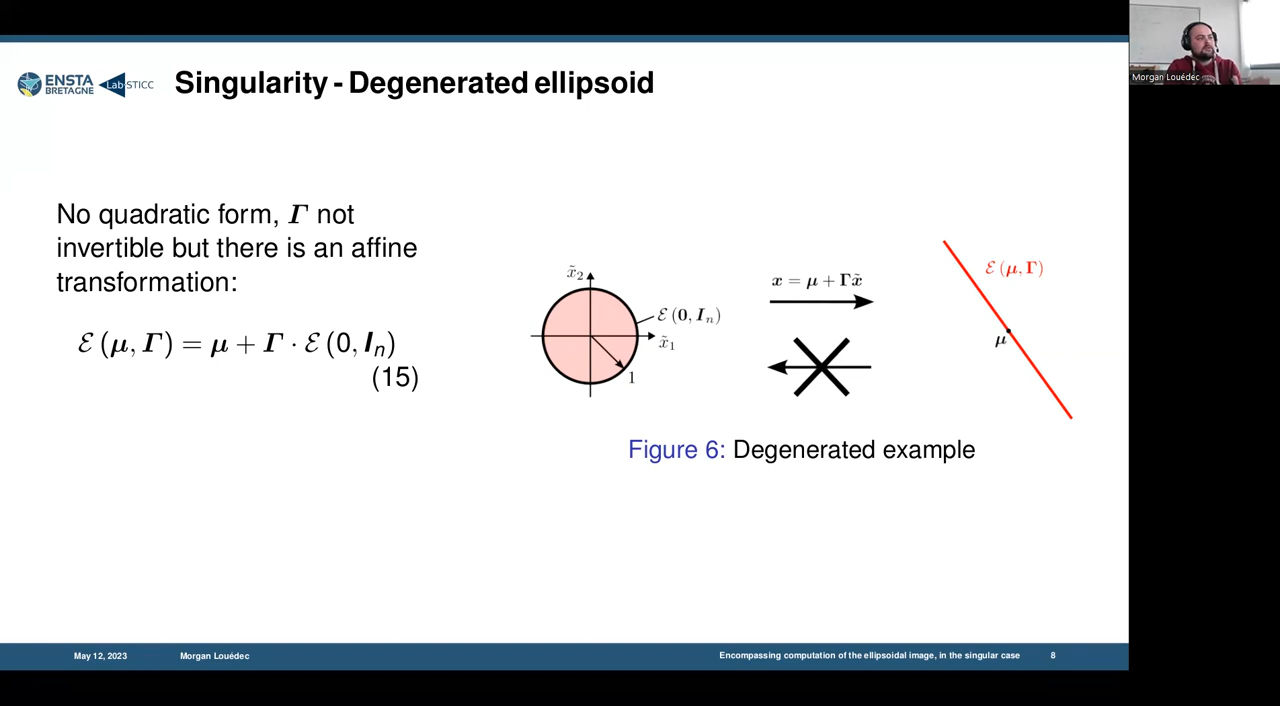 ENSTA
BRETAGNE
Lab-STICC
Singularity - Degenerated ellipsoid
Morgan Louédec
No quadratic form, Γ not
invertible but there is an affine
transformation:
ℰ (μ, Γ) = μ + Γ · ℰ (0, Iₙ)
(15)
x̃₂
ℰ (0, Iₙ)
x̃₁
1
x = μ + Γx̃
ℰ (μ, Γ)
μ
Figure 6: Degenerated example
May 12, 2023
Morgan Louédec
Encompassing computation of the ellipsoidal image, in the singular case
8